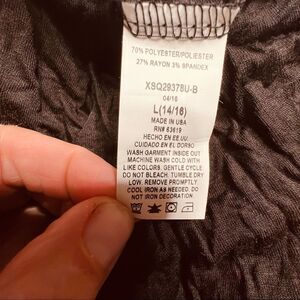 70% POLYESTER/POLIESTER
27% RAYON 3% SPANDEX
XSQ29378U-B
04/16
L(14/16)
MADE IN USA
RN# 63619
HECHO EN EE.UU.
CUIDADO EN EL DORSO
WASH GARMENT INSIDE OUT
MACHINE WASH COLD WITH
LIKE COLORS. GENTLE CYCLE
DO NOT BLEACH. TUMBLE DRY
LOW. REMOVE PROMPTLY
COOL IRON AS NEEDED. DO
NOT IRON DECORATION